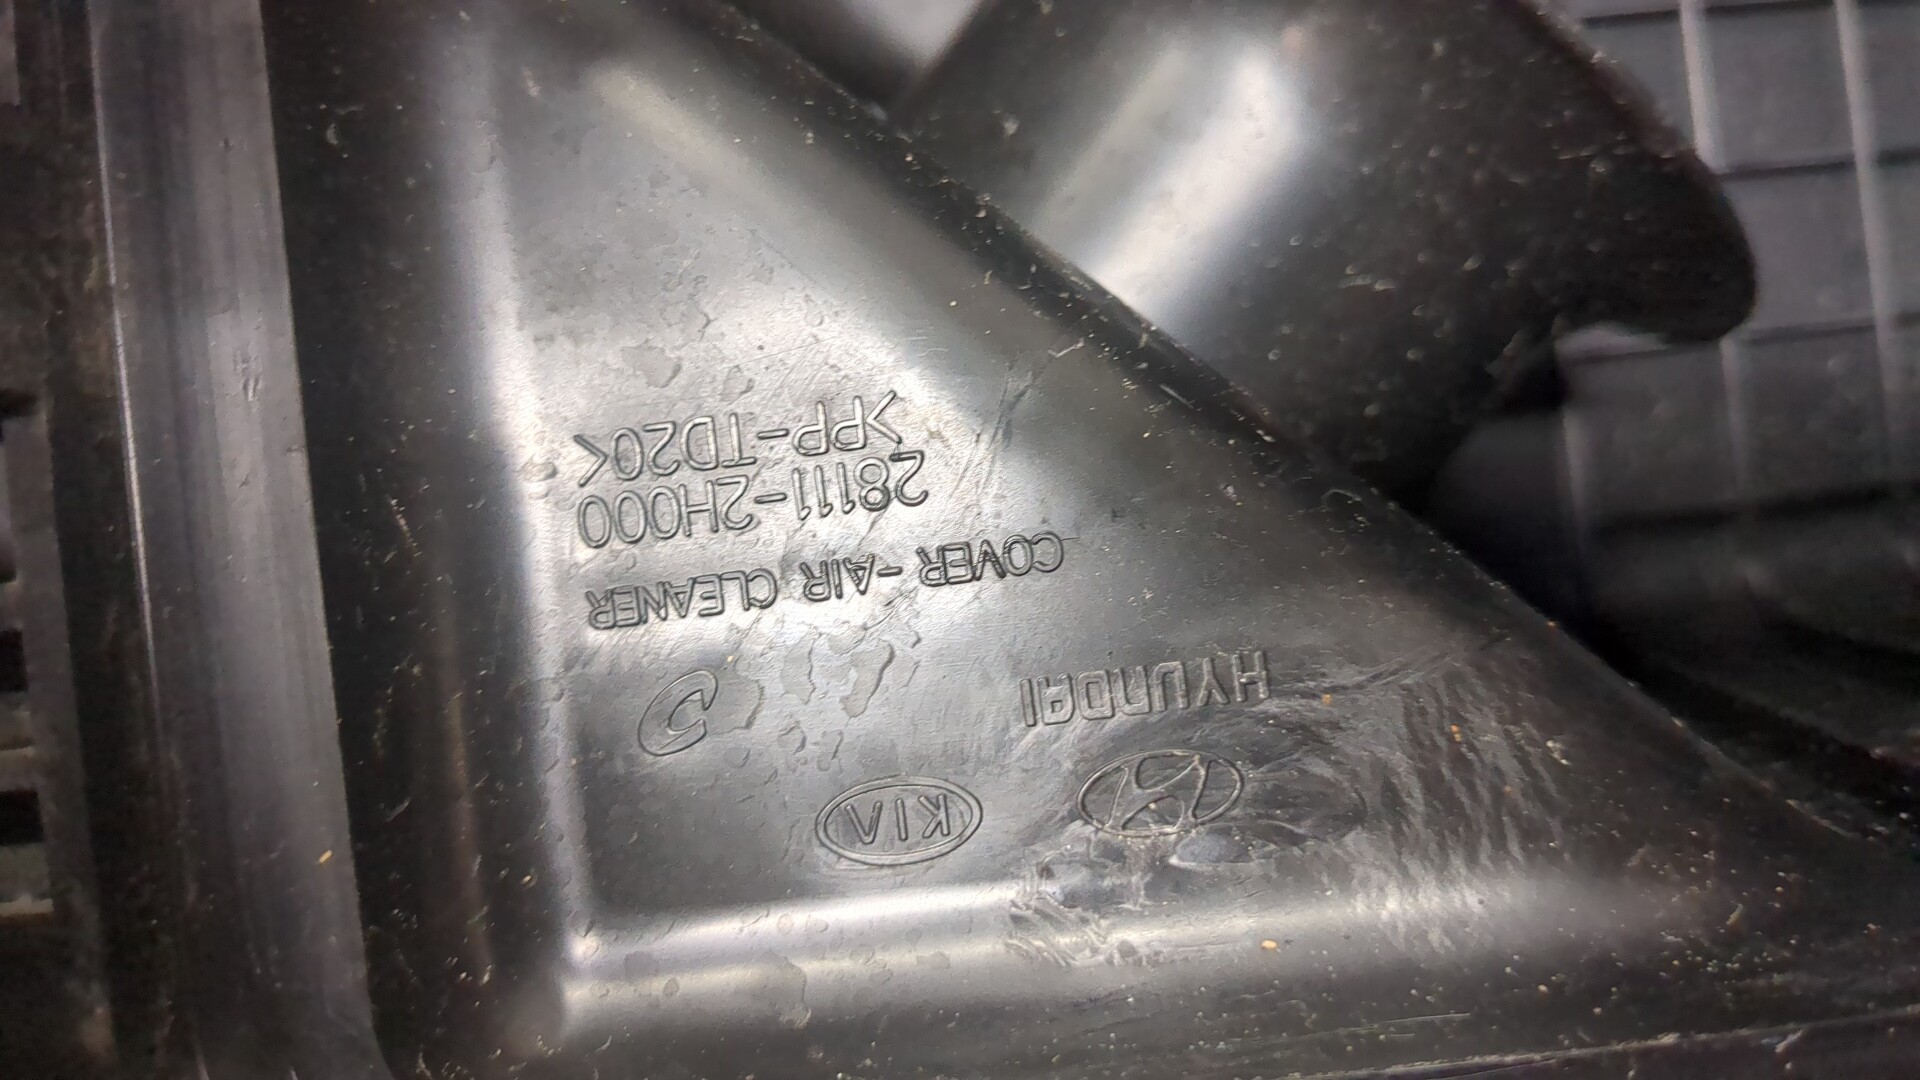 HYUNDAI
KIA
COVER-AIR CLEANER
28111-2H000
>PP-TD20<